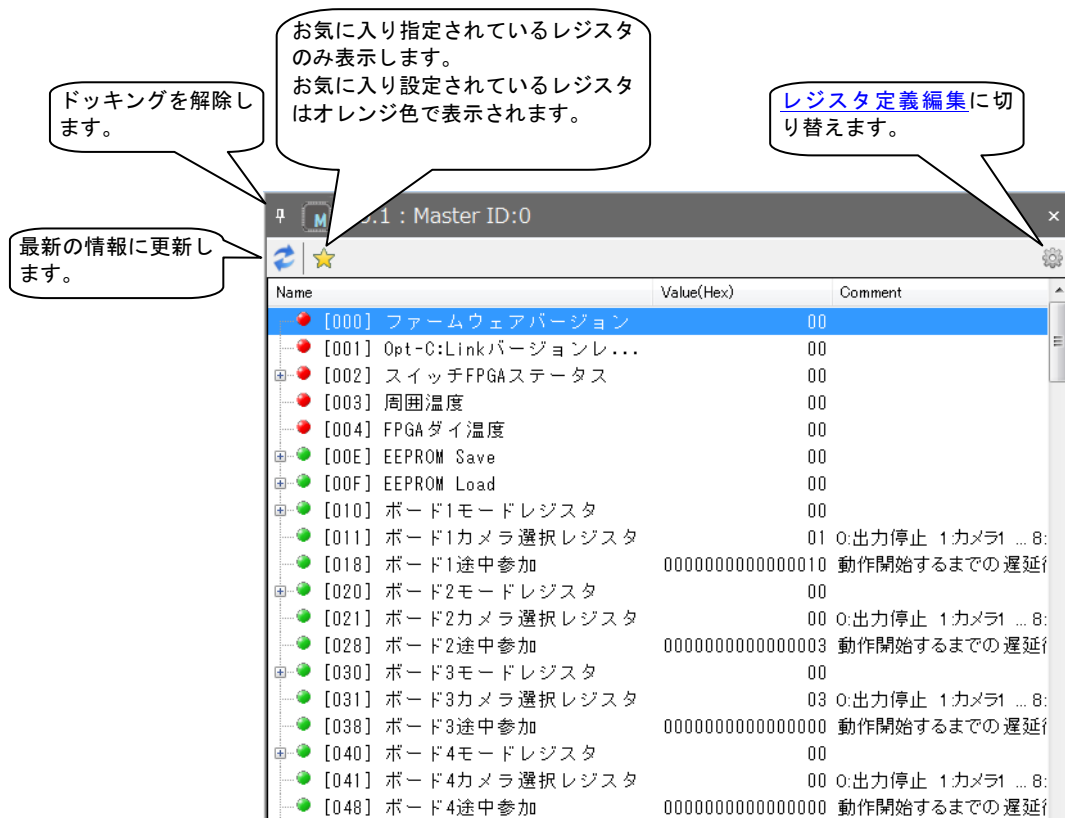 お気に入り指定されているレジスタ
のみ表示します。
お気に入り設定されているレジスタ
はオレンジ色で表示されます。
ドッキングを解除し
ます。
レジスタ定義編集に切
り替えます。
最新の情報に更新し
ます。
M .1 : Master ID:0
Name Value(Hex) Comment
[000] ファームウェアバージョン 00
[001] Opt-C:Linkバージョンレ... 00
[002] スイッチFPGAステータス 00
[003] 周囲温度 00
[004] FPGAダイ温度 00
[00E] EEPROM Save 00
[00F] EEPROM Load 00
[010] ボード1モードレジスタ 00
[011] ボード1カメラ選択レジスタ 01 0:出力停止 1:カメラ1 ... 8:
[018] ボード1途中参加 0000000000000010 動作開始するまでの遅延
[020] ボード2モードレジスタ 00
[021] ボード2カメラ選択レジスタ 00 0:出力停止 1:カメラ1 ... 8:
[028] ボード2途中参加 0000000000000003 動作開始するまでの遅延
[030] ボード3モードレジスタ 00
[031] ボード3カメラ選択レジスタ 03 0:出力停止 1:カメラ1 ... 8:
[038] ボード3途中参加 0000000000000000 動作開始するまでの遅延
[040] ボード4モードレジスタ 00
[041] ボード4カメラ選択レジスタ 00 0:出力停止 1:カメラ1 ... 8:
[048] ボード4途中参加 0000000000000000 動作開始するまでの遅延